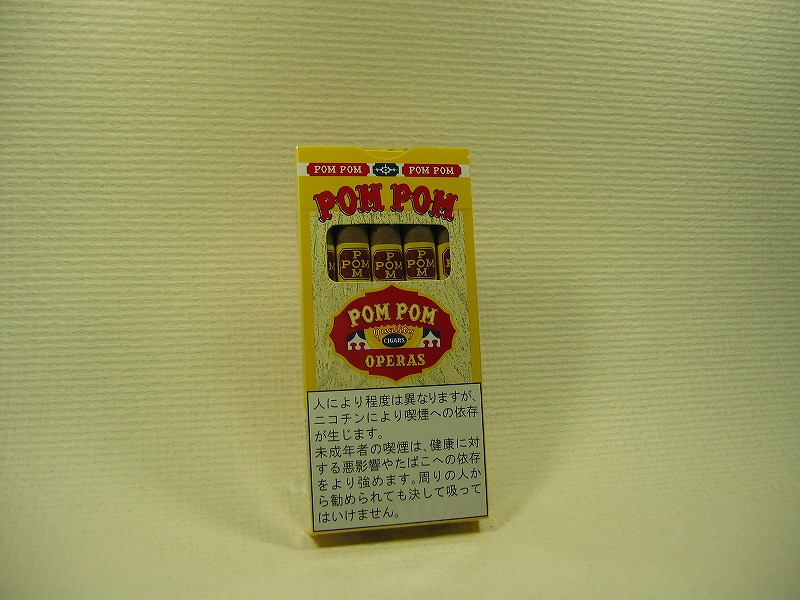 POM POM POM POM
POM POM
POM POM POM
POM POM
CIGARS
OPERAS
人により程度は異なりますが、
ニコチンにより喫煙への依存
が生じます。
未成年者の喫煙は、健康に対
する悪影響やたばこへの依存
をより強めます。周りの人か
ら勧められても決して吸って
はいけません。